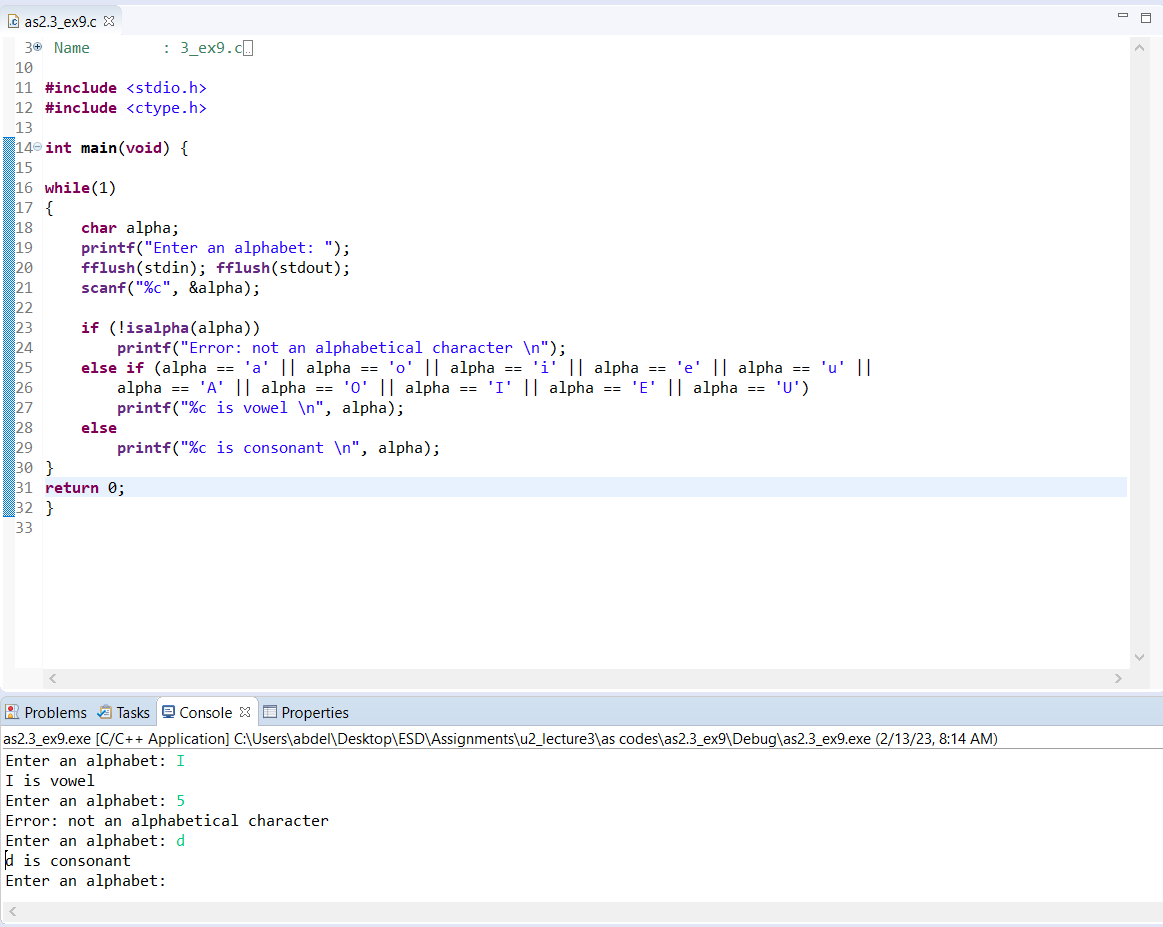 as2.3_ex9.c
3 Name        : 3_ex9.c
10
11 #include <stdio.h>
12 #include <ctype.h>
13
14 int main(void) {
15
16 while(1)
17 {
18     char alpha;
19     printf("Enter an alphabet: ");
20     fflush(stdin); fflush(stdout);
21     scanf("%c", &alpha);
22
23     if (!isalpha(alpha))
24         printf("Error: not an alphabetical character \n");
25     else if (alpha == 'a' || alpha == 'o' || alpha == 'i' || alpha == 'e' || alpha == 'u' ||
26         alpha == 'A' || alpha == 'O' || alpha == 'I' || alpha == 'E' || alpha == 'U')
27         printf("%c is vowel \n", alpha);
28     else
29         printf("%c is consonant \n", alpha);
30 }
31 return 0;
32 }
33
Problems Tasks Console Properties
as2.3_ex9.exe [C/C++ Application] C:\Users\abdel\Desktop\ESD\Assignments\u2_lecture3\as codes\as2.3_ex9\Debug\as2.3_ex9.exe (2/13/23, 8:14 AM)
Enter an alphabet: I
I is vowel
Enter an alphabet: 5
Error: not an alphabetical character
Enter an alphabet: d
d is consonant
Enter an alphabet: